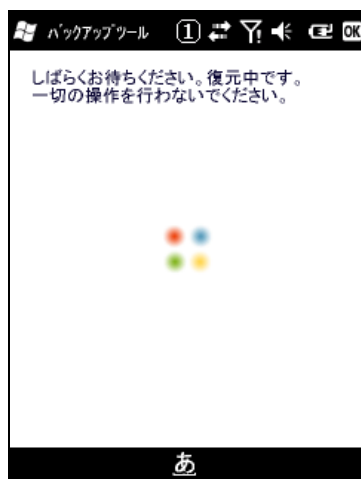 ﾊﾞｯｸｱｯﾌﾟﾂｰﾙ 1 OK
しばらくお待ちください。復元中です。
一切の操作を行わないでください。
あ